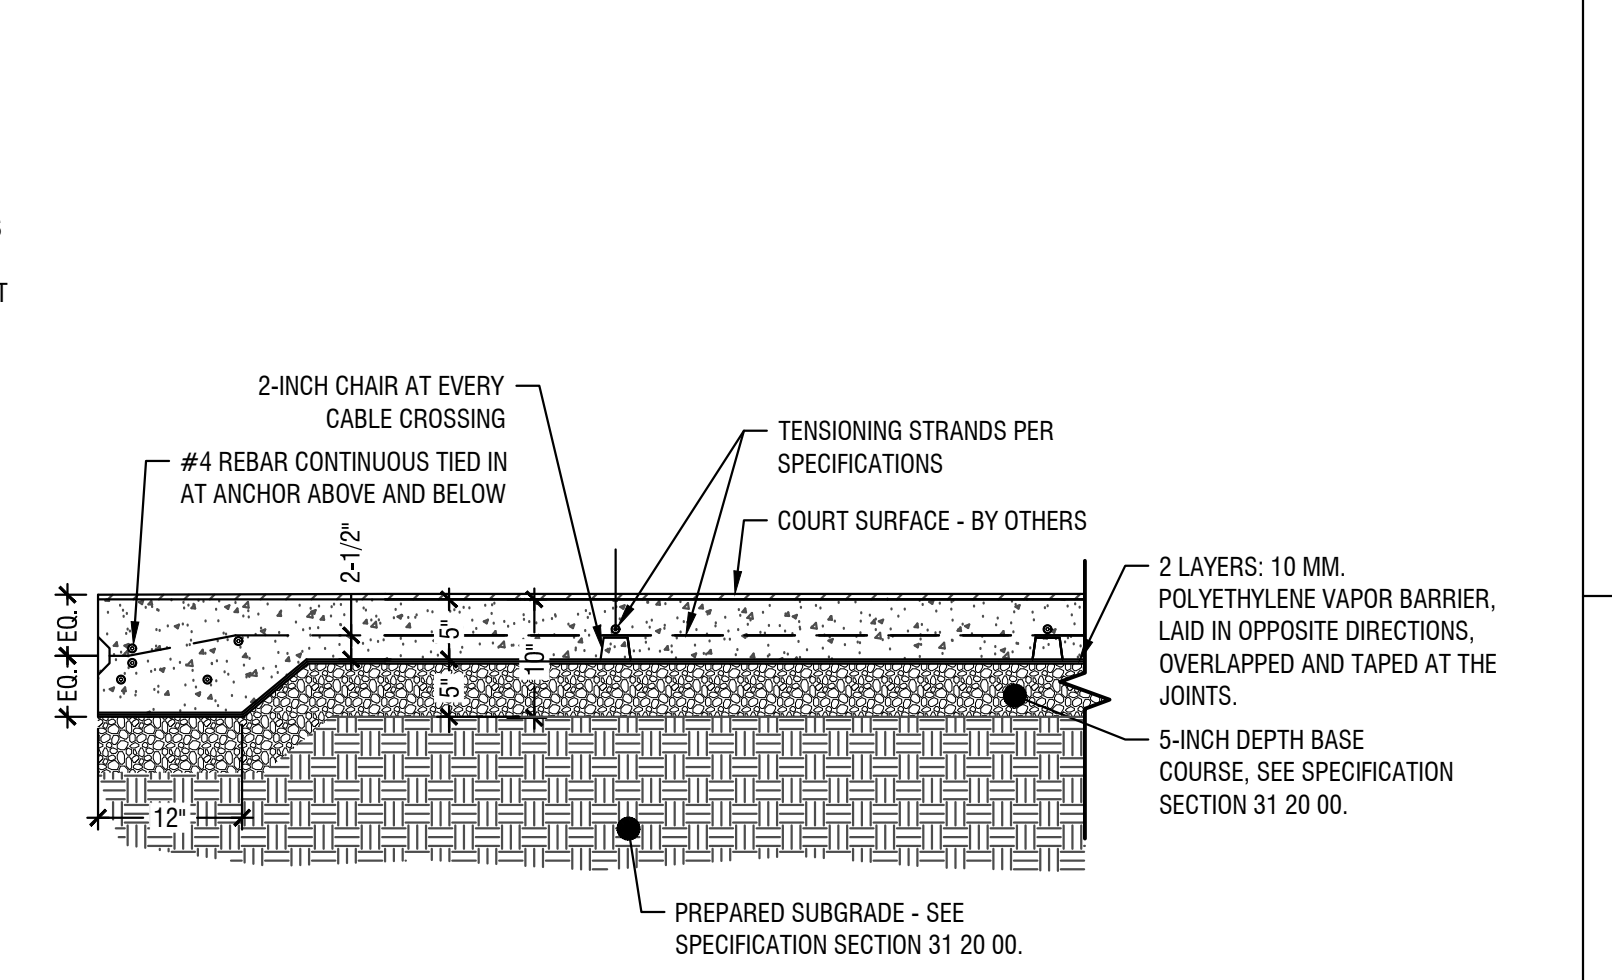 S
T
2-INCH CHAIR AT EVERY
CABLE CROSSING
#4 REBAR CONTINUOUS TIED IN
AT ANCHOR ABOVE AND BELOW
TENSIONING STRANDS PER
SPECIFICATIONS
COURT SURFACE - BY OTHERS
2 LAYERS: 10 MM.
POLYETHYLENE VAPOR BARRIER,
LAID IN OPPOSITE DIRECTIONS,
OVERLAPPED AND TAPED AT THE
JOINTS.
5-INCH DEPTH BASE
COURSE, SEE SPECIFICATION
SECTION 31 20 00.
2-1/2"
EQ.
EQ.
5"
5"
10"
12"
PREPARED SUBGRADE - SEE
SPECIFICATION SECTION 31 20 00.